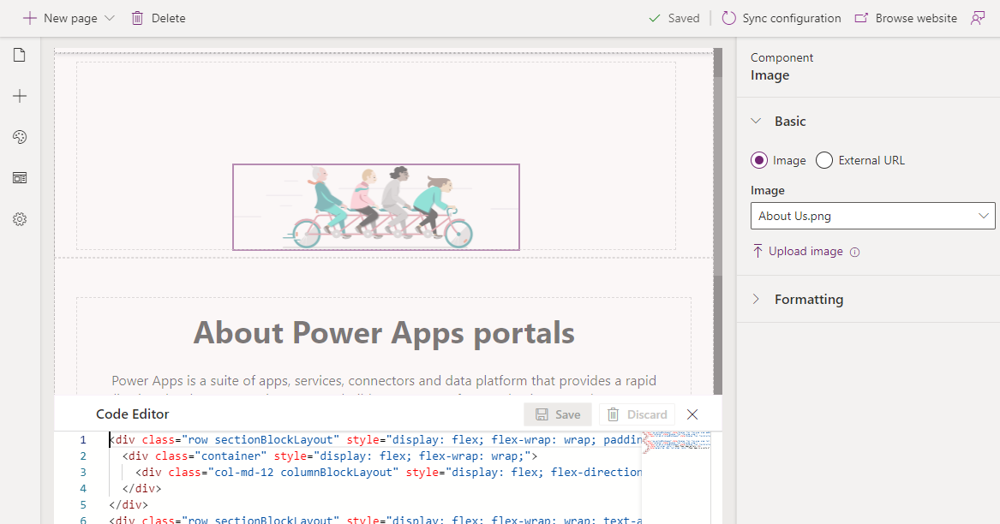 New page Delete Saved Sync configuration Browse website
Component
Image
Basic
Image External URL
Image
About Us.png
Upload image
Formatting
About Power Apps portals
Power Apps is a suite of apps, services, connectors and data platform that provides a rapid
Code Editor Save Discard
1 <div class="row sectionBlockLayout" style="display: flex; flex-wrap: wrap; paddin
2 <div class="container" style="display: flex; flex-wrap: wrap;">
3 <div class="col-md-12 columnBlockLayout" style="display: flex; flex-direction
4 </div>
5 </div>
6 <div class="row sectionBlockLayout" style="display: flex; flex-wrap: wrap; text-a